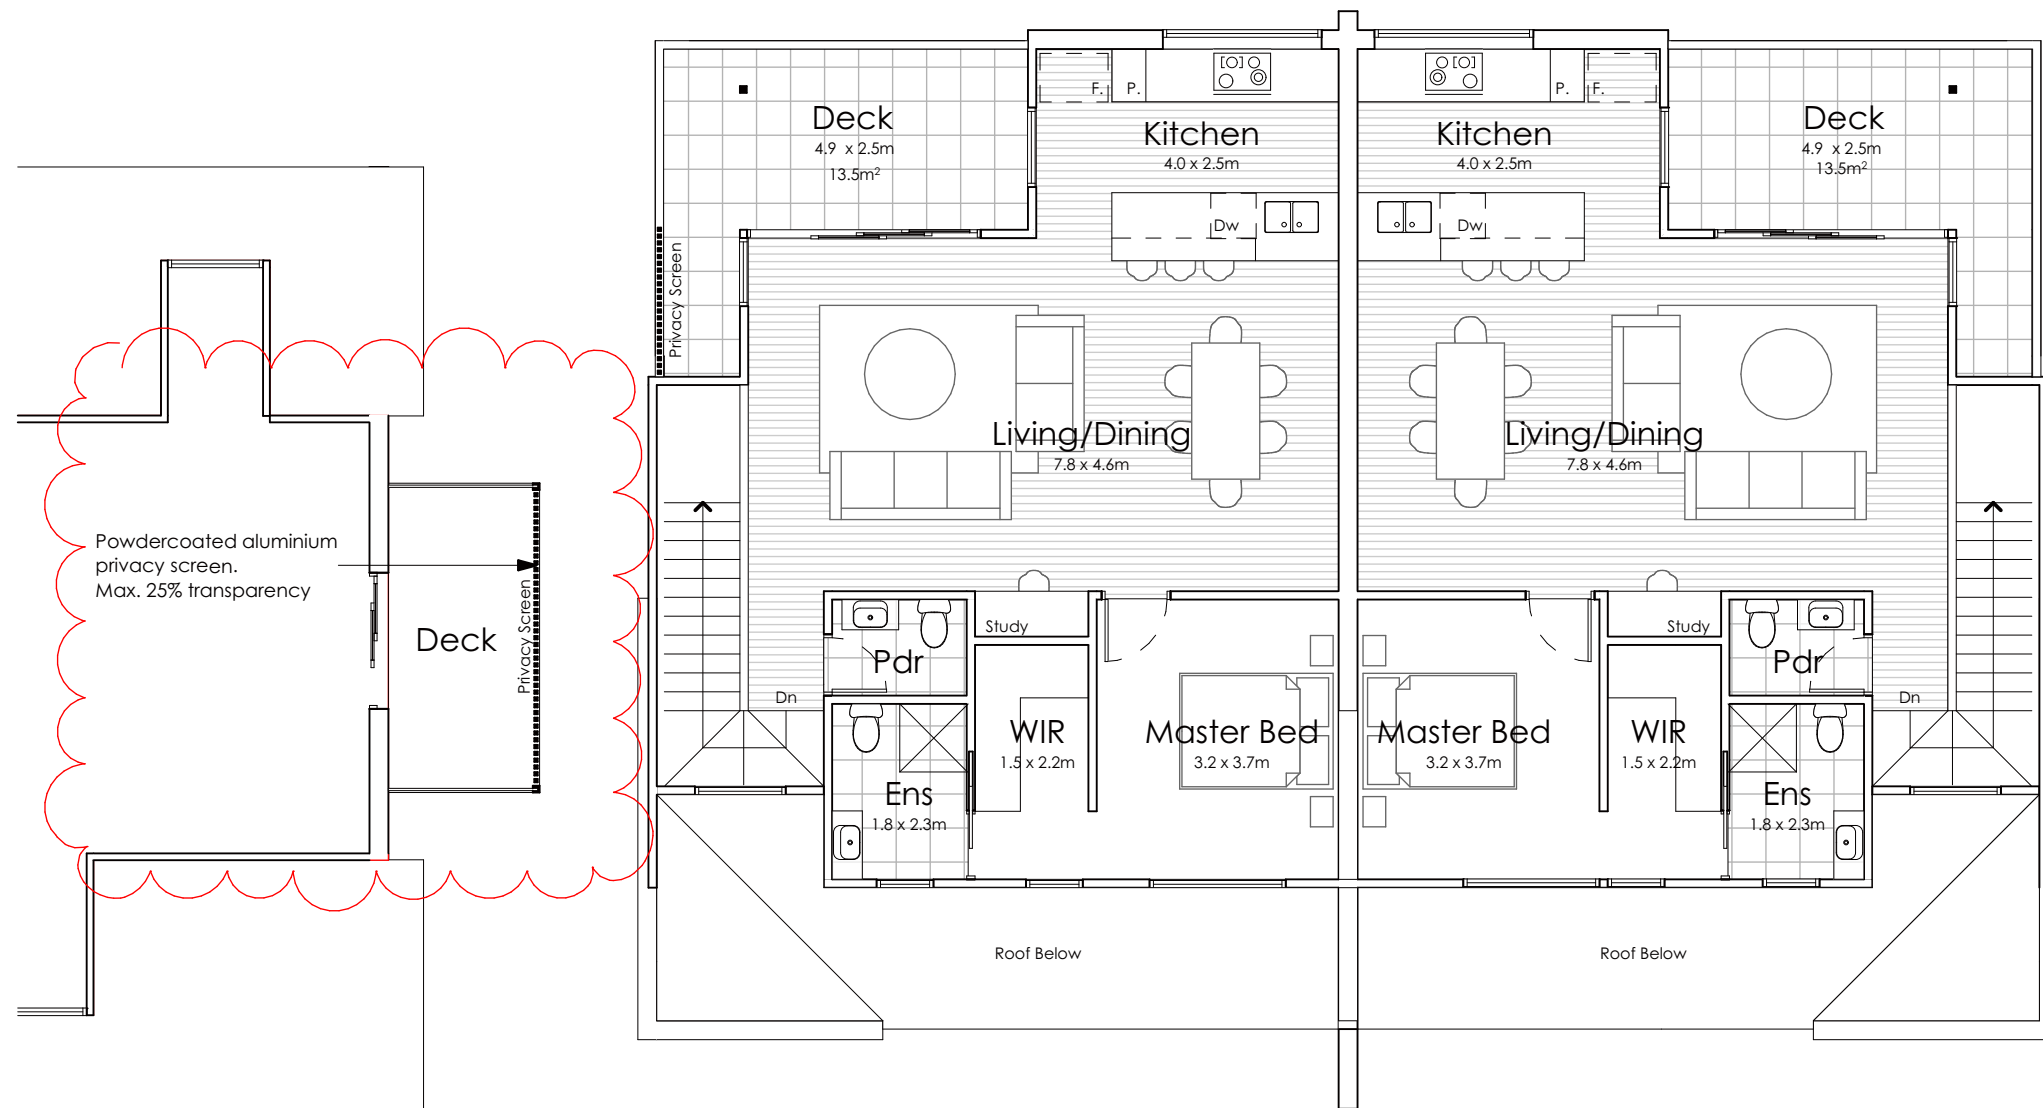 F.
P.
P.
F.
Deck
4.9 x 2.5m
13.5m²
Kitchen
4.0 x 2.5m
Kitchen
4.0 x 2.5m
Deck
4.9 x 2.5m
13.5m²
Dw
Dw
Privacy Screen
Living/Dining
7.8 x 4.6m
Living/Dining
7.8 x 4.6m
Powdercoated aluminium
privacy screen.
Max. 25% transparency
Deck
Privacy Screen
Study
Study
Pdr
Pdr
Dn
Dn
WIR
1.5 x 2.2m
Master Bed
3.2 x 3.7m
Master Bed
3.2 x 3.7m
WIR
1.5 x 2.2m
Ens
1.8 x 2.3m
Ens
1.8 x 2.3m
Roof Below
Roof Below